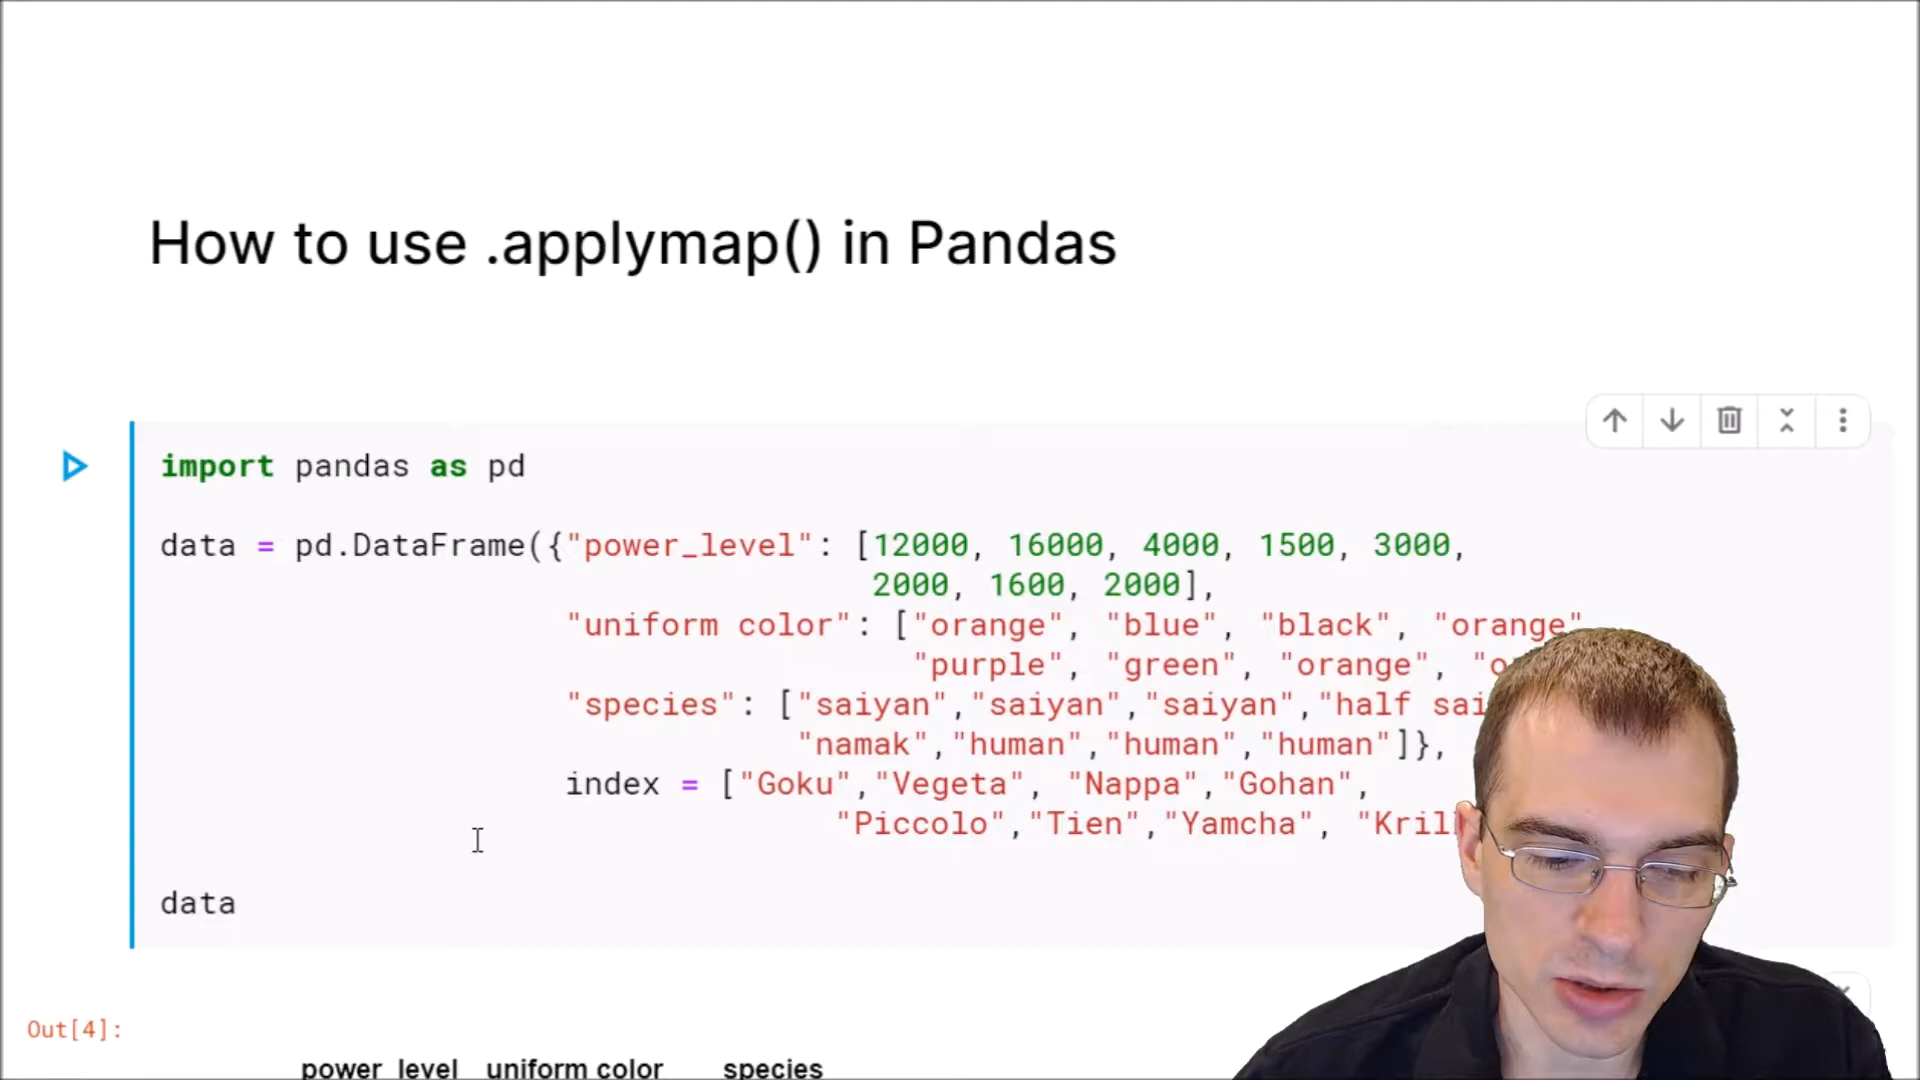 How to use .applymap() in Pandas
import pandas as pd
data = pd.DataFrame({"power_level": [12000, 16000, 4000, 1500, 3000,
2000, 1600, 2000],
"uniform color": ["orange", "blue", "black", "orange"
"purple", "green", "orange",
"species": ["saiyan","saiyan","saiyan","half
"namak","human","human","human"]},
index = ["Goku","Vegeta", "Nappa","Gohan",
"Piccolo","Tien","Yamcha",
data
Out[4]:
power_level uniform color species